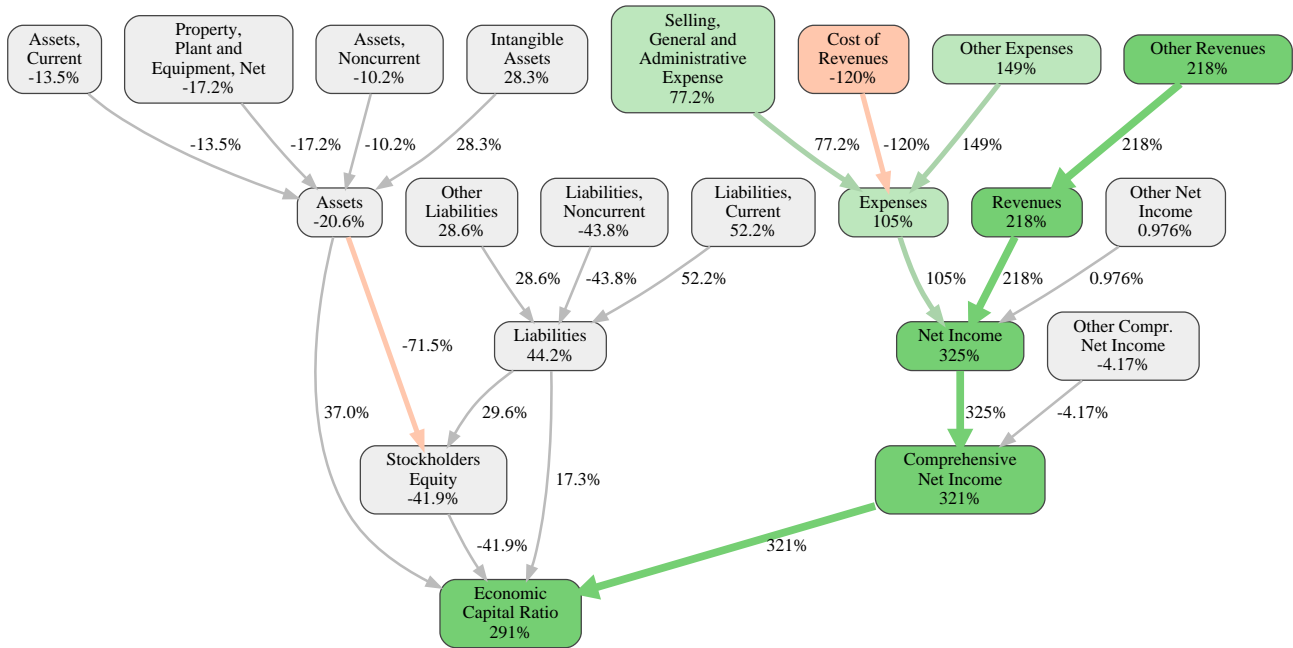 Assets,
Current
-13.5%
Property,
Plant and
Equipment, Net
-17.2%
Assets,
Noncurrent
-10.2%
Intangible
Assets
28.3%
Selling,
General and
Administrative
Expense
77.2%
Cost of
Revenues
-120%
Other Expenses
149%
Other Revenues
218%
-13.5%
-17.2%
-10.2%
28.3%
77.2%
-120%
149%
218%
Assets
-20.6%
Other
Liabilities
28.6%
Liabilities,
Noncurrent
-43.8%
Liabilities,
Current
52.2%
Expenses
105%
Revenues
218%
Other Net
Income
0.976%
28.6%
-43.8%
52.2%
105%
218%
0.976%
-71.5%
Liabilities
44.2%
Net Income
325%
Other Compr.
Net Income
-4.17%
37.0%
29.6%
325%
-4.17%
Stockholders
Equity
-41.9%
17.3%
Comprehensive
Net Income
321%
-41.9%
321%
Economic
Capital Ratio
291%